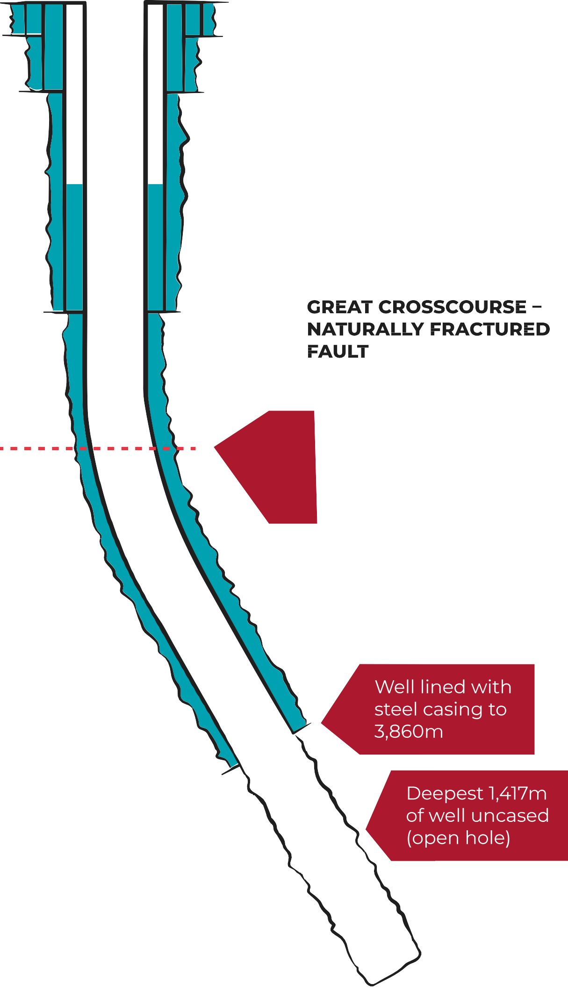 GREAT CROSSCOURSE –
NATURALLY FRACTURED
FAULT
Well lined with
steel casing to
3,860m
Deepest 1,417m
of well uncased
(open hole)